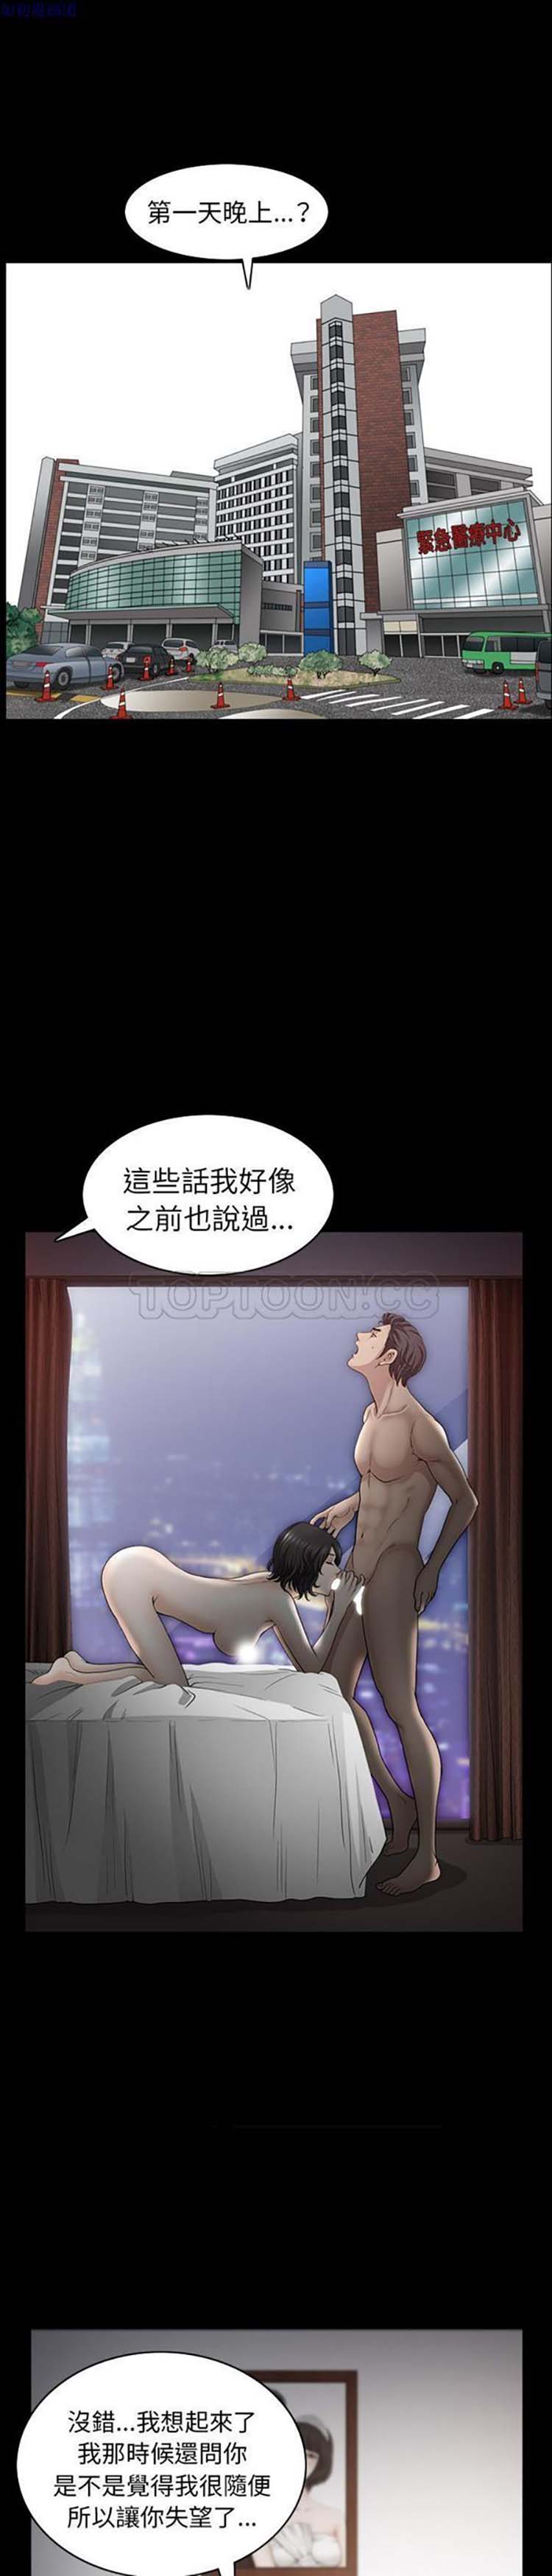 第一天晚上...？
緊急醫療中心
這些話我好像
之前也說過...
TOPTOON.CC
沒錯...我想起來了
我那時候還問你
是不是覺得我很隨便
所以讓你失望了...